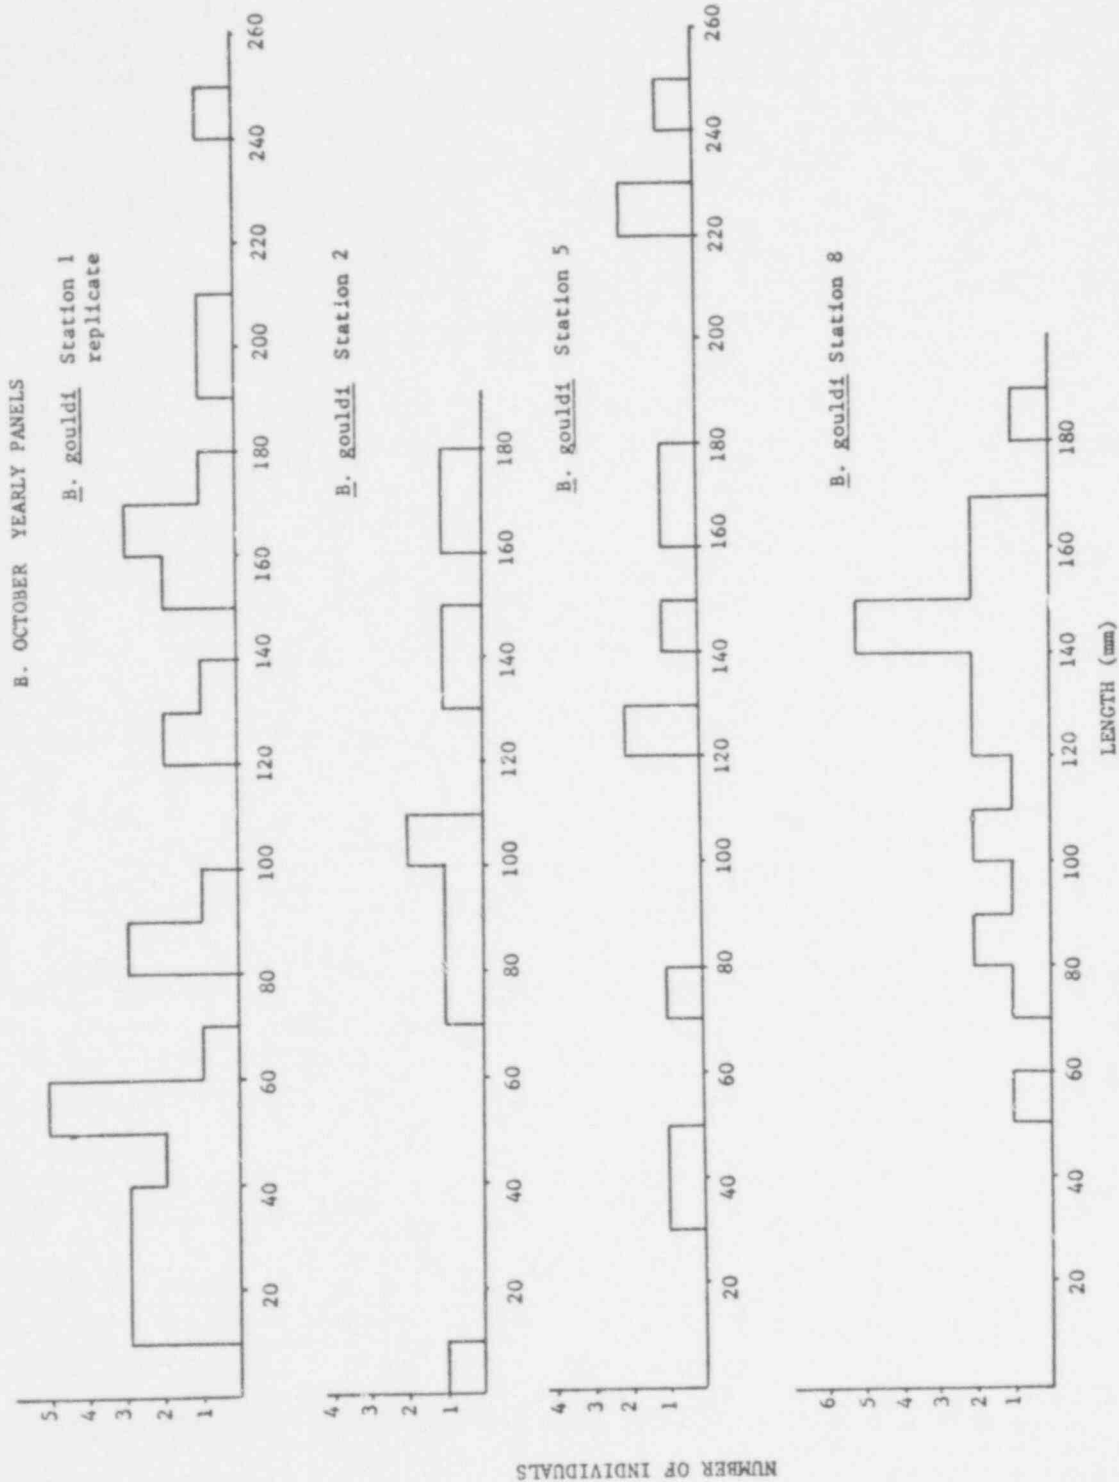 B. OCTOBER YEARLY PANELS
B. gouldi Station 1
replicate
5
4
3
2
1
20 40 60 80 100 120 140 160 180 200 220 240 260
B. gouldi Station 2
4
3
2
1
20 40 60 80 100 120 140 160 180
B. gouldi Station 5
4
3
2
1
20 40 60 80 100 120 140 160 180 200 220 240 260
B. gouldi Station 8
6
5
4
3
2
1
20 40 60 80 100 120 140 160 180
LENGTH (mm)
NUMBER OF INDIVIDUALS